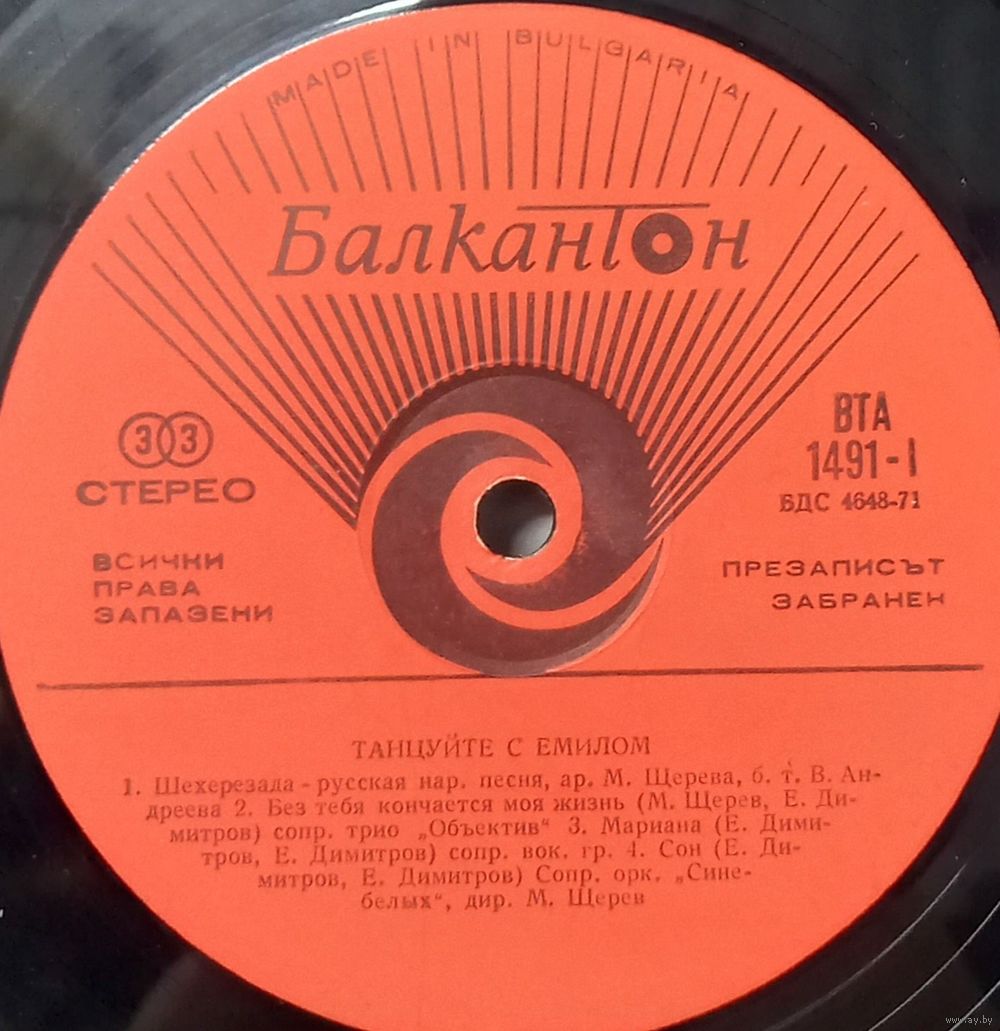 MADE IN BULGARIA
БалканТон
33
СТЕРЕО
ВСИЧКИ
ПРАВА
ЗАПАЗЕНИ
ВТА
1491-I
БДС 4648-71
ПРЕЗАПИСЪТ
ЗАБРАНЕН
ТАНЦУЙТЕ С ЕМИЛОМ
1. Шехерезада - русская нар. песня, ар. М. Щерева, б. т. В. Ан-
дреева 2. Без тебя кончается моя жизнь (М. Щерев, Е. Ди-
митров) сопр. трио „Объектив“ 3. Мариана (Е. Дими-
тров, Е. Димитров) сопр. вок. гр. 4. Сон (Е. Ди-
митров, Е. Димитров) Сопр. орк. „Сине-
белых“, дир. М. Щерев
www.ay.by